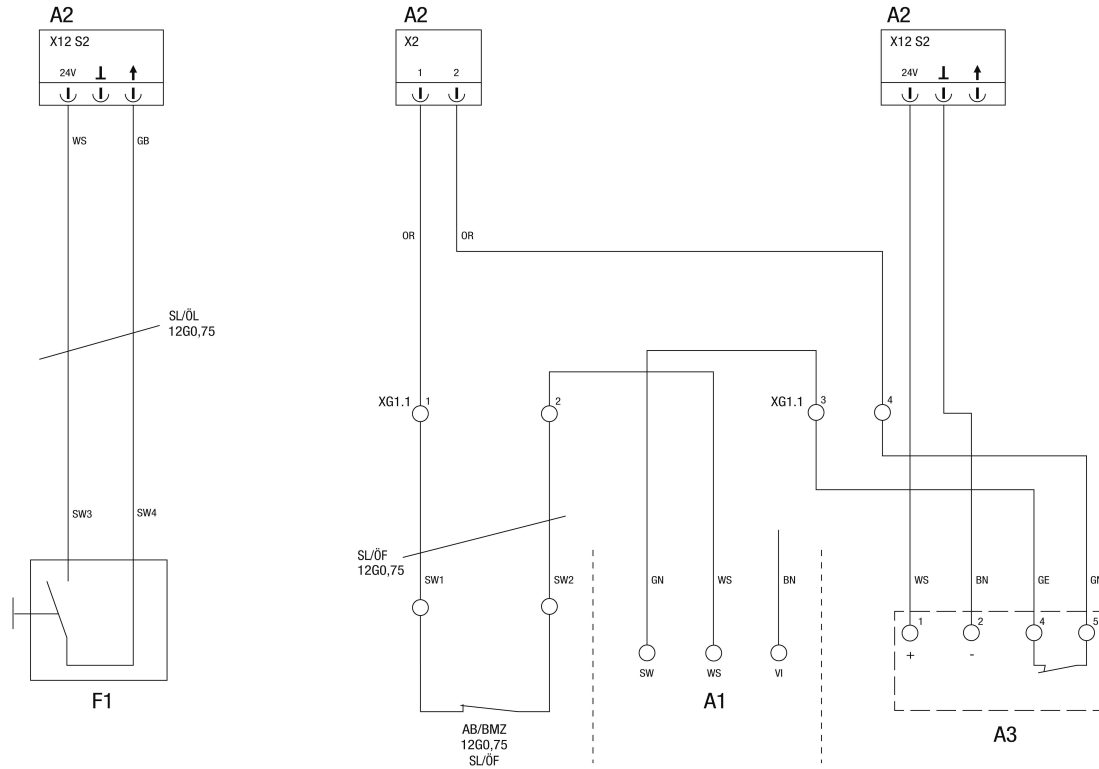 A2
X12 S2
24V
WS
GB
SL/ÖL
12G0,75
SW3
SW4
F1
A2
X2
1
2
OR
OR
XG1.1
1
2
SL/ÖF
12G0,75
SW1
SW2
AB/BMZ
12G0,75
SL/ÖF
GN
WS
BN
SW
WS
VI
A1
A2
X12 S2
24V
XG1.1
3
4
WS
BN
GE
GN
1
2
4
5
+
-
A3